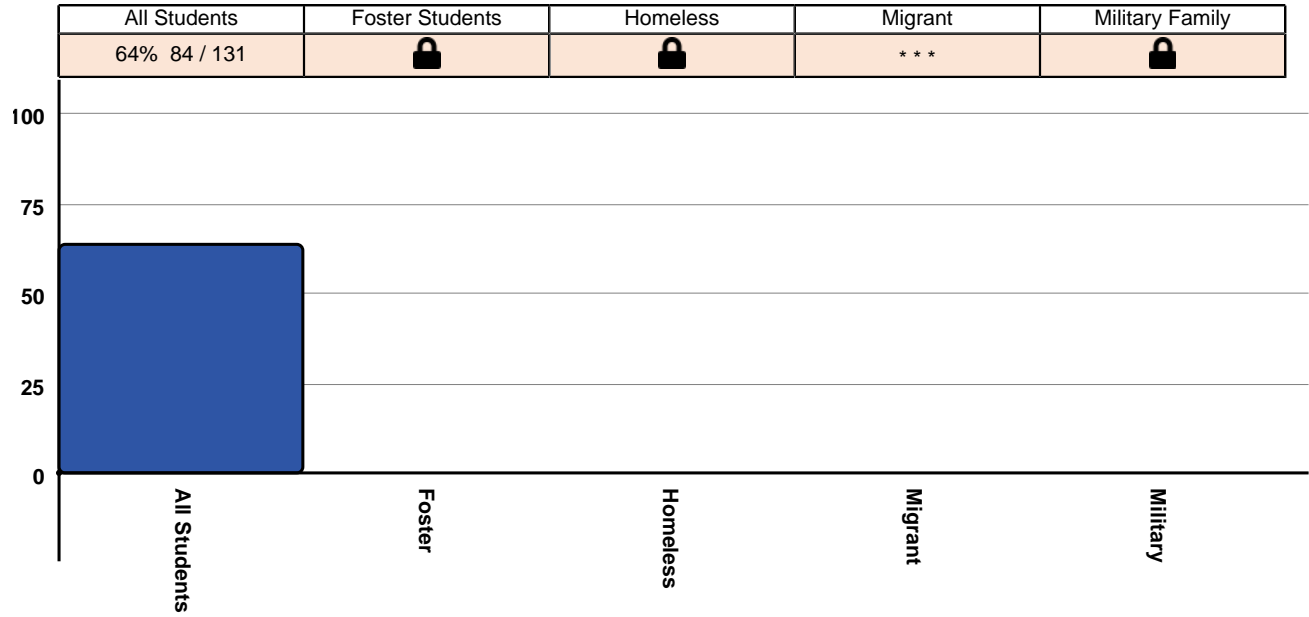 All Students Foster Students Homeless Migrant Military Family
64% 84 / 131 * * *
100
75
50
25
0
All Students
Foster
Homeless
Migrant
Military